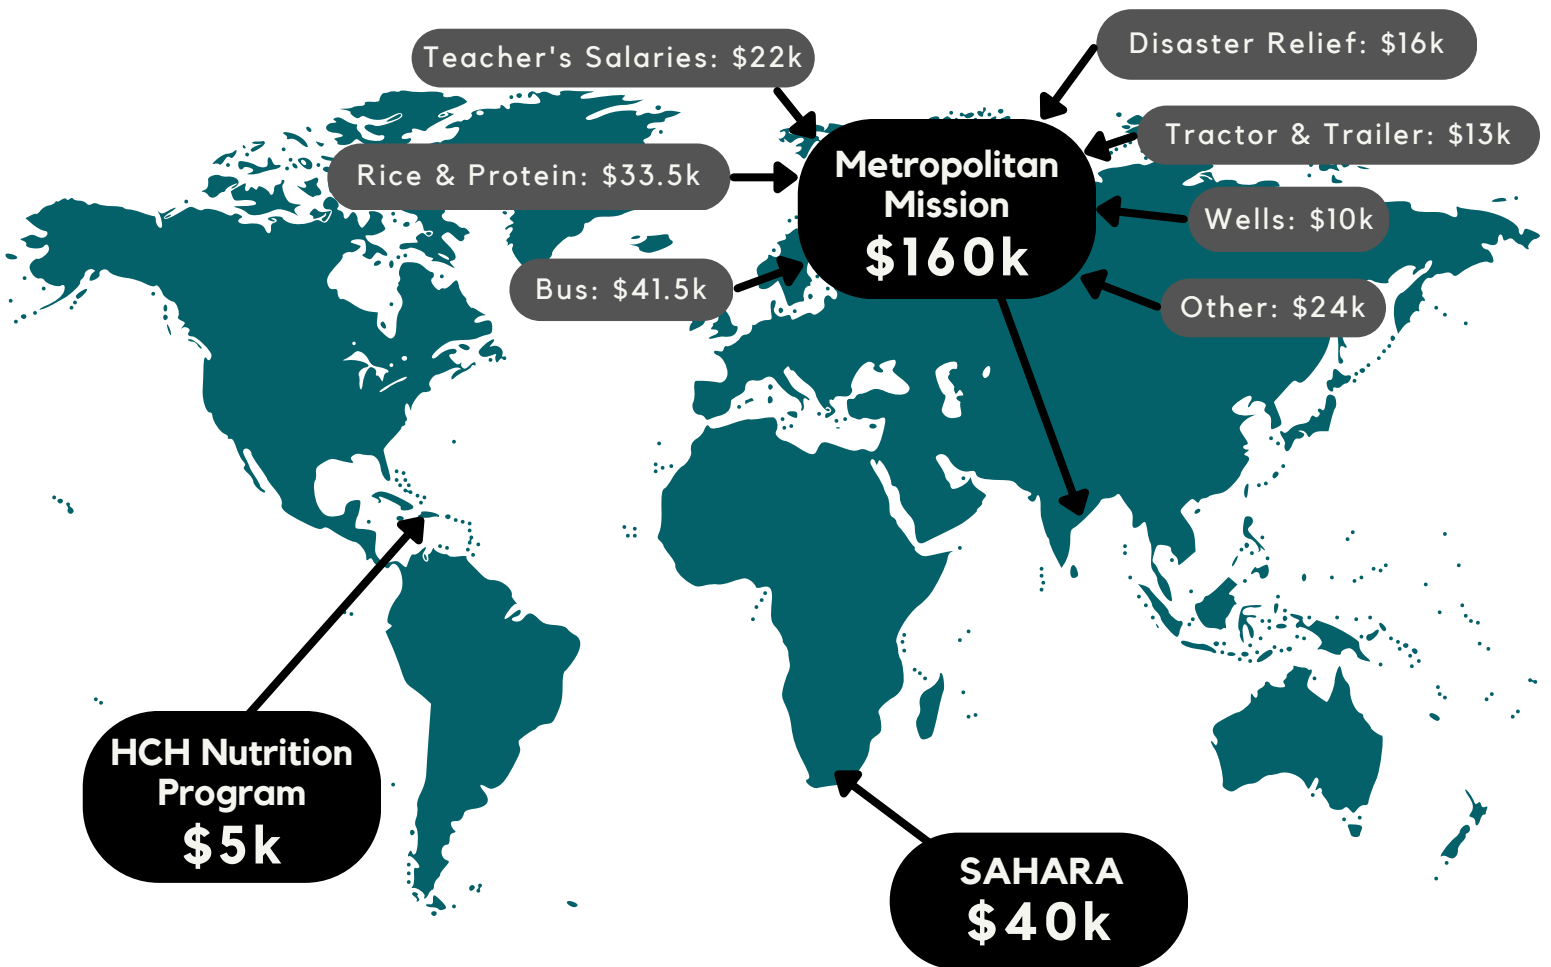 Teacher's Salaries: $22k
Disaster Relief: $16k
Rice & Protein: $33.5k
Metropolitan
Mission
$160k
Tractor & Trailer: $13k
Wells: $10k
Bus: $41.5k
Other: $24k
HCH Nutrition
Program
$5k
SAHARA
$40k